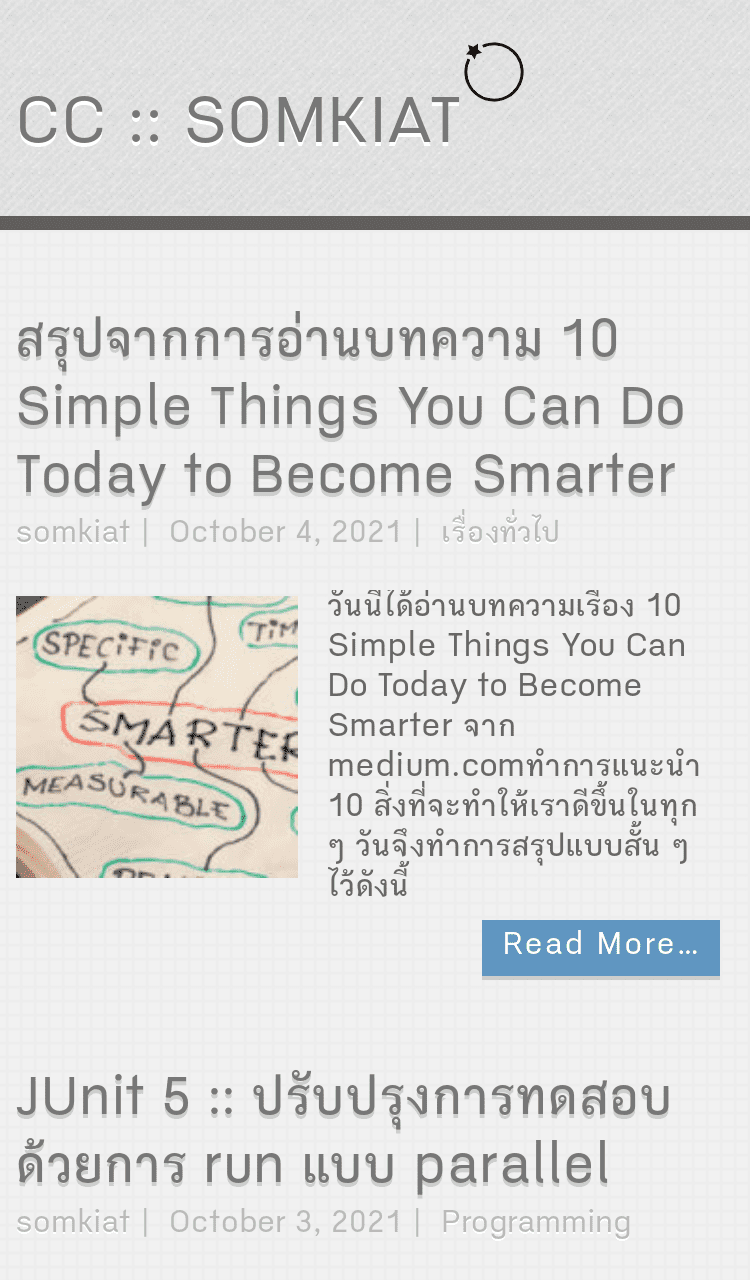 CC :: SOMKIAT
สรุปจากการอ่านบทความ 10
Simple Things You Can Do
Today to Become Smarter
somkiat | October 4, 2021 | เรื่องทั่วไป
SPECIFIC
TIM
SMARTER
MEASURABLE
วันนี้ได้อ่านบทความเรื่อง 10
Simple Things You Can
Do Today to Become
Smarter จาก
medium.comทำการแนะนำ
10 สิ่งที่จะทำให้เราดีขึ้นในทุก
ๆ วันจึงทำการสรุปแบบสั้น ๆ
ไว้ดังนี้
Read More…
JUnit 5 :: ปรับปรุงการทดสอบ
ด้วยการ run แบบ parallel
somkiat | October 3, 2021 | Programming